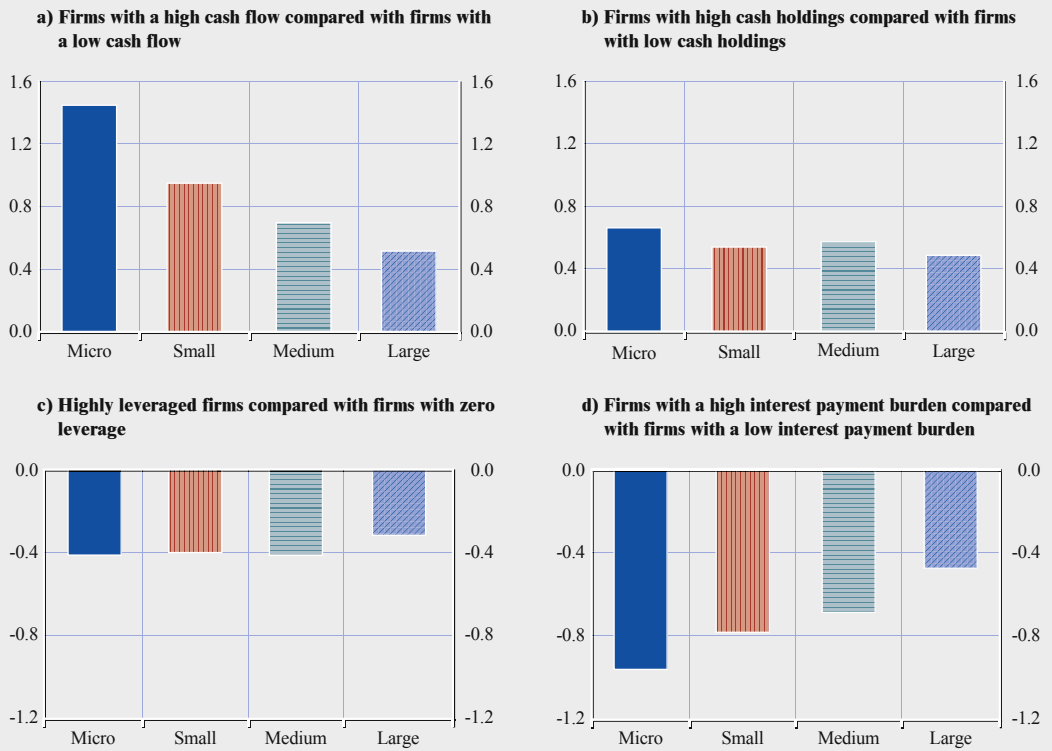 a) Firms with a high cash flow compared with firms with
a low cash flow
1.6 1.6
1.2 1.2
0.8 0.8
0.4 0.4
0.0 0.0
Micro Small Medium Large
b) Firms with high cash holdings compared with firms
with low cash holdings
1.6 1.6
1.2 1.2
0.8 0.8
0.4 0.4
0.0 0.0
Micro Small Medium Large
c) Highly leveraged firms compared with firms with zero
leverage
0.0 0.0
-0.4 -0.4
-0.8 -0.8
-1.2 -1.2
Micro Small Medium Large
d) Firms with a high interest payment burden compared
with firms with a low interest payment burden
0.0 0.0
-0.4 -0.4
-0.8 -0.8
-1.2 -1.2
Micro Small Medium Large